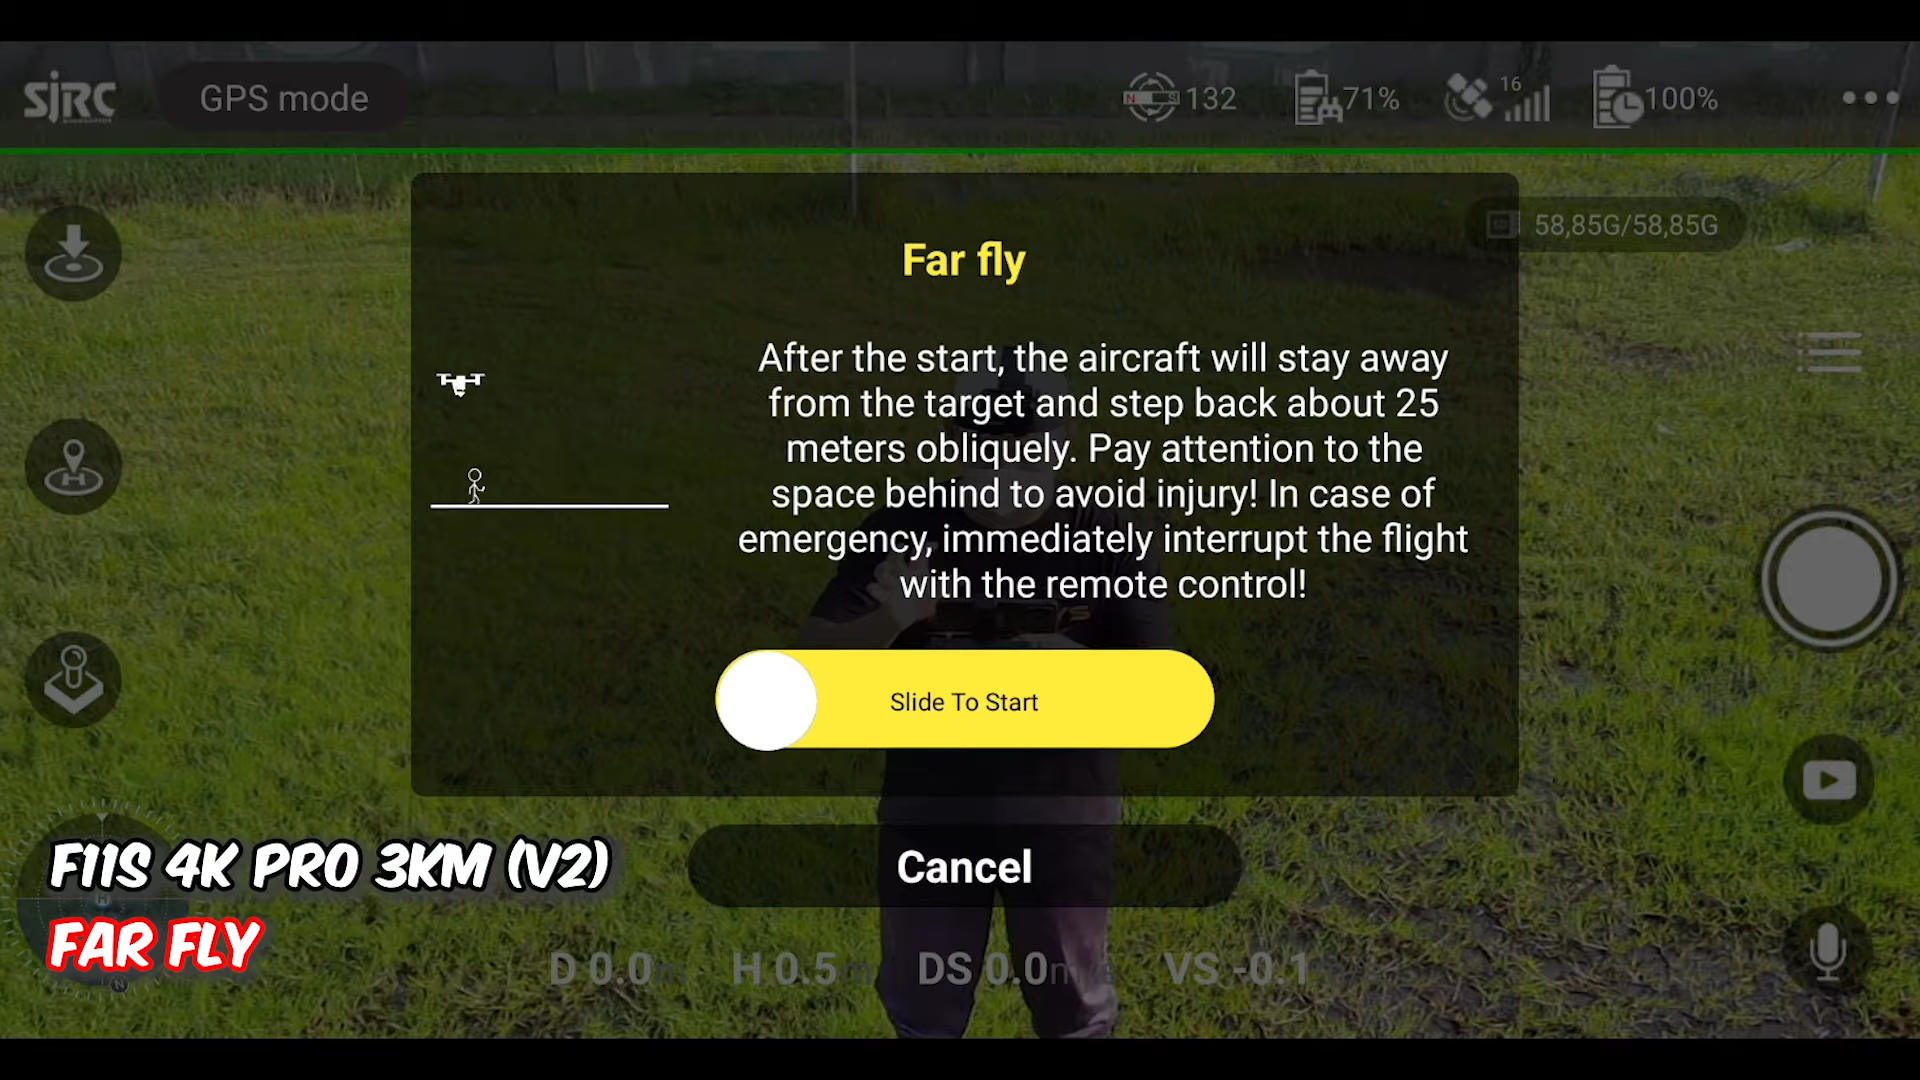 SJRC
GPS mode
N S 132
71%
16
100%
58,85G/58,85G
Far fly
After the start, the aircraft will stay away
from the target and step back about 25
meters obliquely. Pay attention to the
space behind to avoid injury! In case of
emergency, immediately interrupt the flight
with the remote control!
Slide To Start
Cancel
F11S 4K PRO 3KM (V2)
FAR FLY
D 0.0m H 0.5m DS 0.0m VS -0.1
H
N